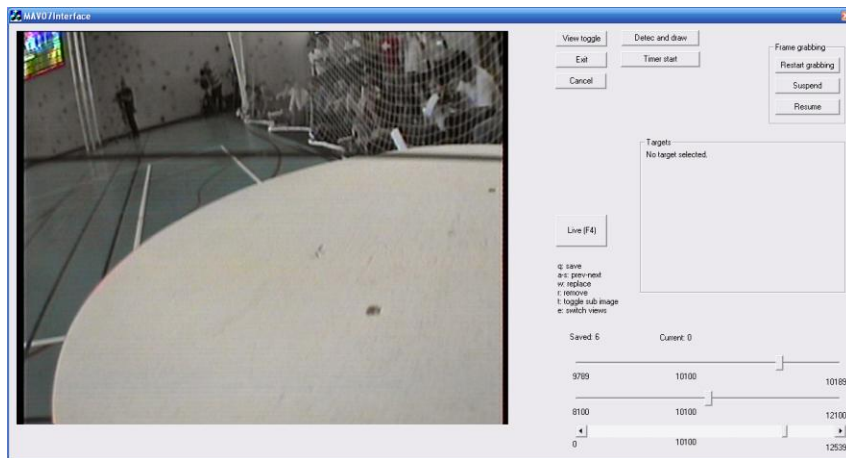 MAV07Interface
View toggle
Detec and draw
Exit
Timer start
Cancel
Frame grabbing
Restart grabbing
Suspend
Resume
Targets
No target selected.
Live (F4)
q: save
a-s: prev-next
w: replace
r: remove
t: toggle sub image
e: switch views
Saved: 6
Current: 0
9789
10100
10189
8100
10100
12100
0
10100
12539